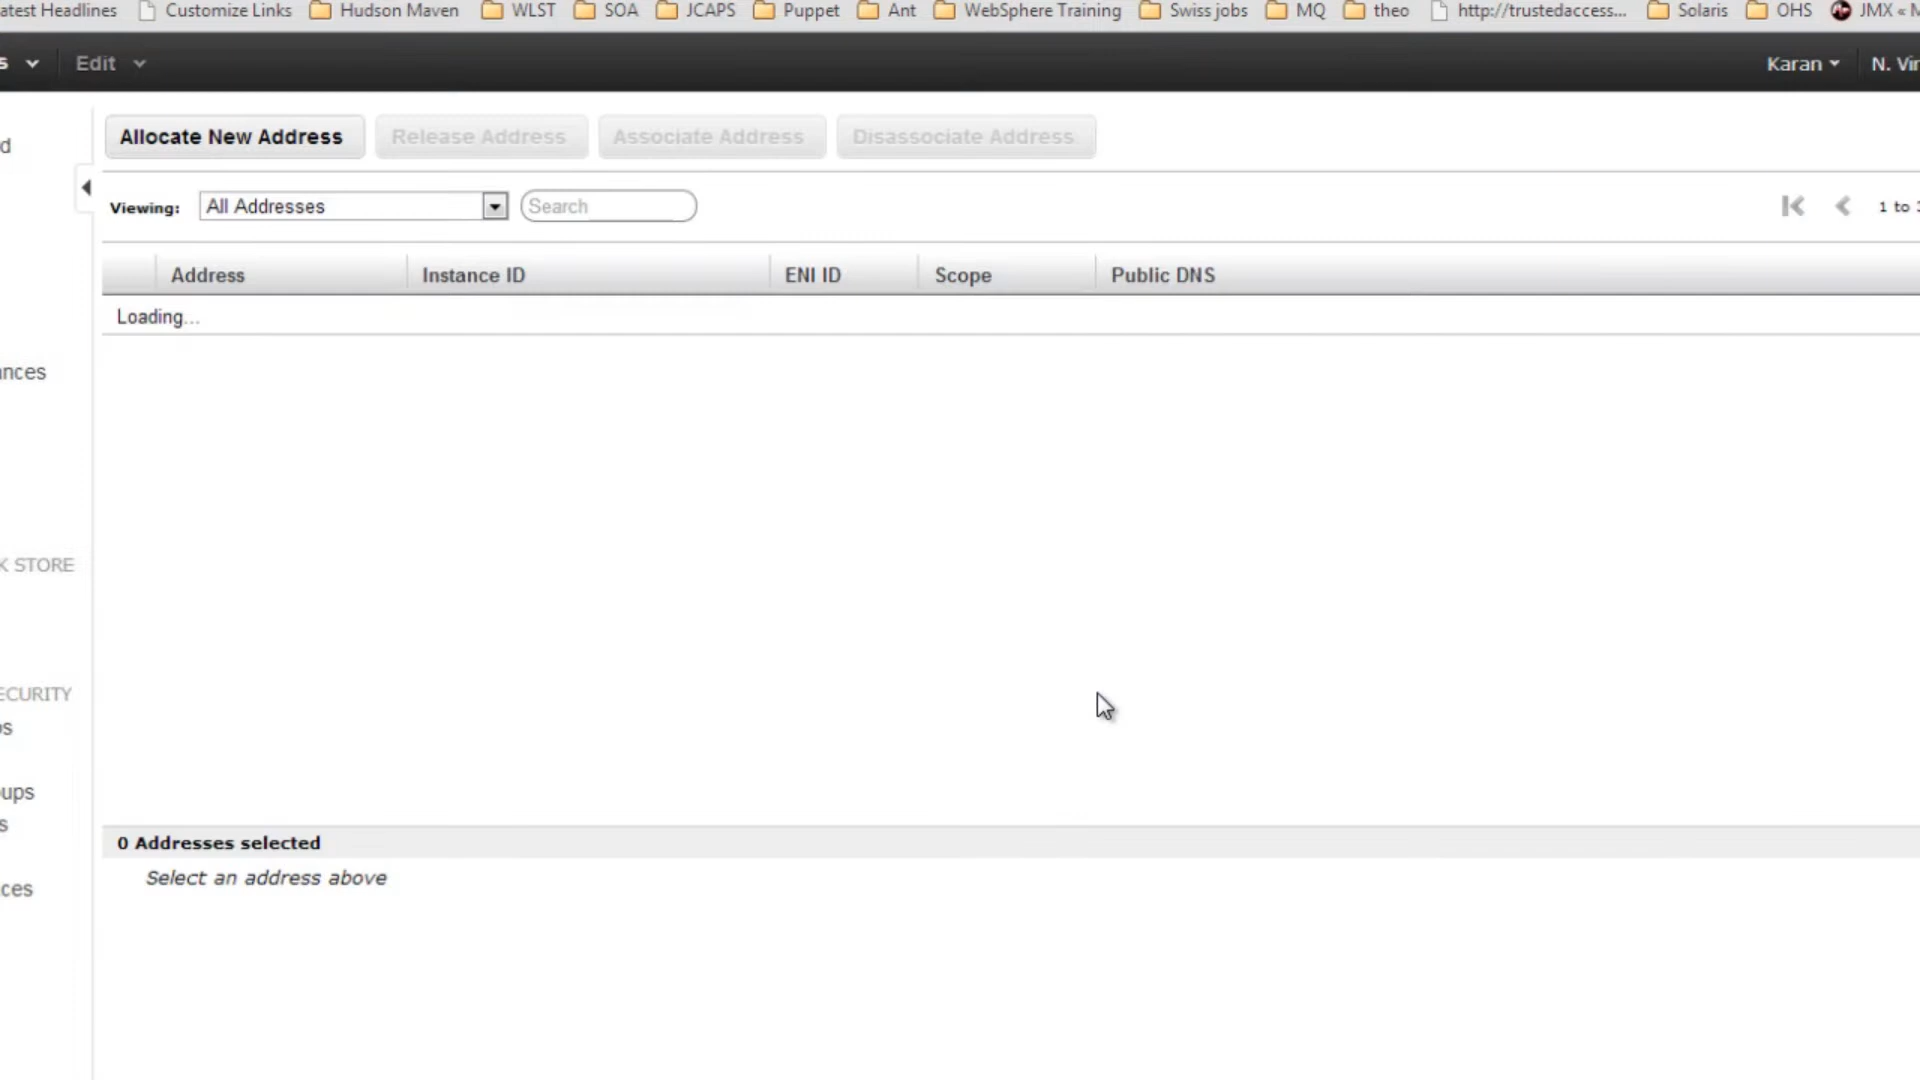 atest Headlines Customize Links Hudson Maven WLST SOA JCAPS Puppet Ant WebSphere Training Swiss jobs MQ theo http://trustedaccess... Solaris OHS JMX « M
s Edit Karan N. Vir
d
Allocate New Address Release Address Associate Address Disassociate Address
Viewing: All Addresses Search 1 to
Address Instance ID ENI ID Scope Public DNS
Loading...
ances
K STORE
ECURITY
os
oups
s
0 Addresses selected
Select an address above
ces